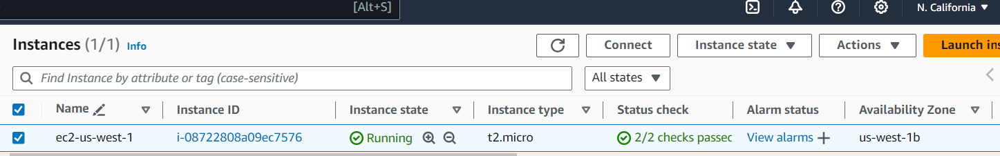 [Alt+S] N. California
Instances (1/1) Info Connect Instance state Actions Launch
Find Instance by attribute or tag (case-sensitive) All states
Name Instance ID Instance state Instance type Status check Alarm status Availability Zone
ec2-us-west-1 i-08722808a09ec7576 Running t2.micro 2/2 checks passed View alarms us-west-1b